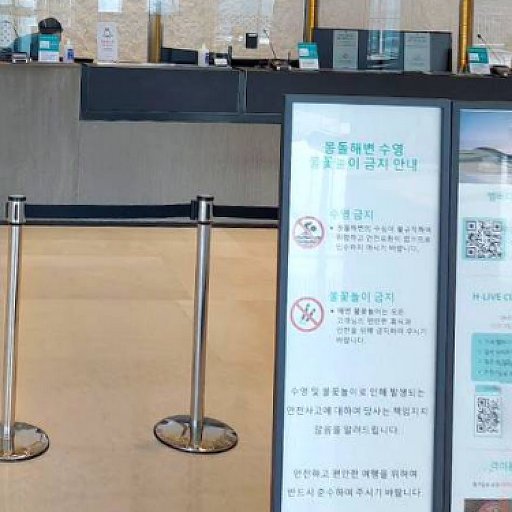 몽돌해변 수영
불꽃놀이 금지 안내
수영 금지
• 몽돌해변의 수심이 불규칙하여
위험하고 안전요원이 없으므로
입수하지 마시기 바랍니다.
불꽃놀이 금지
• 해변 불꽃놀이는 모든
고객님의 편안한 휴식과
안전을 위해 금지하여 주시기
바랍니다.
수영 및 불꽃놀이로 인해 발생되는
안전사고에 대하여 당사는 책임지지
않음을 알려드립니다.
안전하고 편안한 여행을 위하여
반드시 준수하여 주시기 바랍니다.
H-LIVE